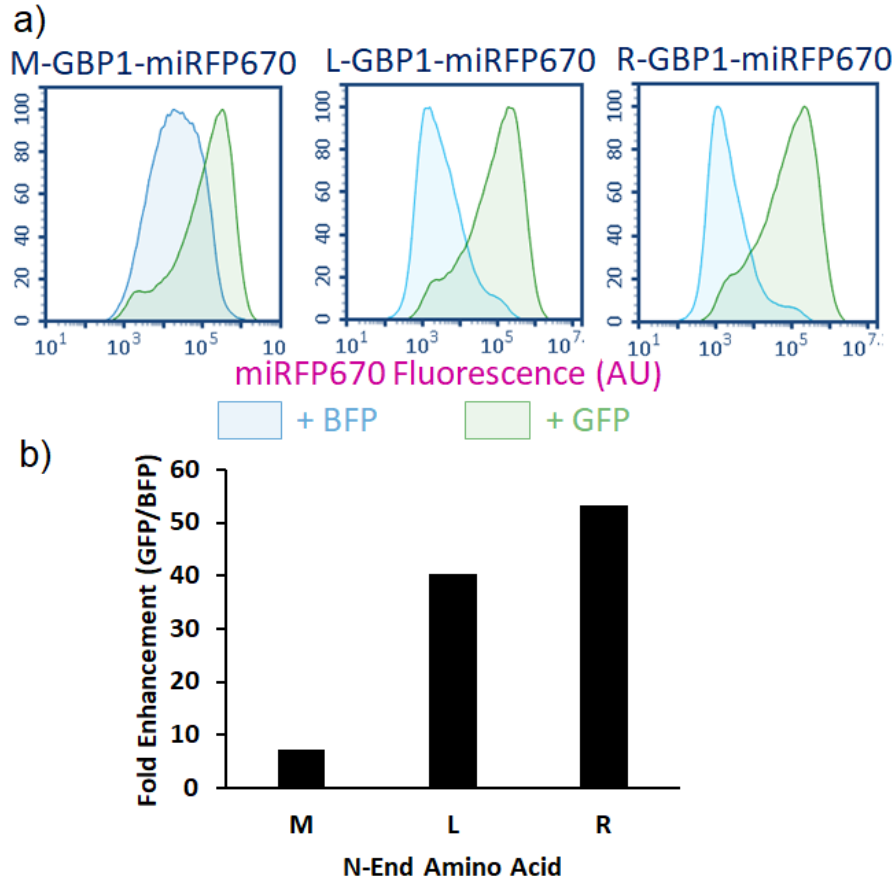 a)
M-GBP1-miRFP670 L-GBP1-miRFP670 R-GBP1-miRFP670
100 100 100
80 80 80
60 60 60
40 40 40
20 20 20
0 0 0
10¹ 10³ 10⁵ 10 10¹ 10³ 10⁵ 10⁷· 10¹ 10³ 10⁵ 10⁷·
miRFP670 Fluorescence (AU)
+ BFP + GFP
b)
Fold Enhancement (GFP/BFP)
60
50
40
30
20
10
0
M L R
N-End Amino Acid